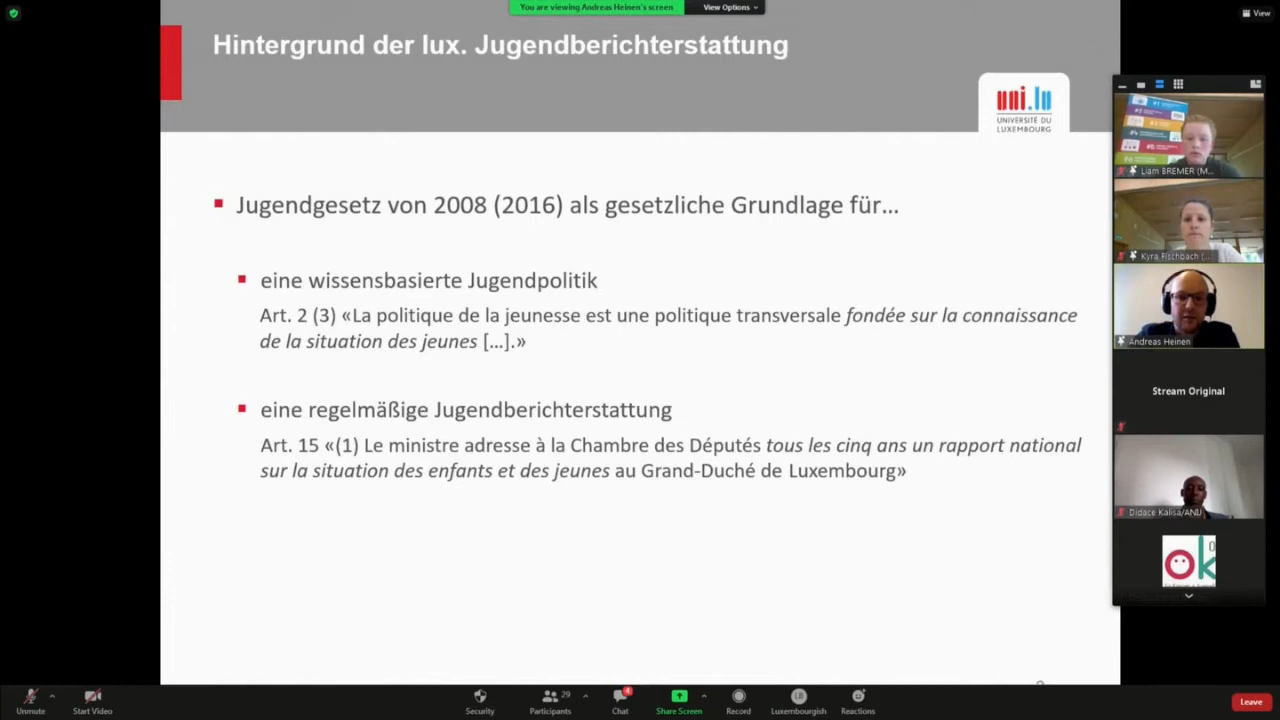 You are viewing Andreas Heinen's screen
View Options
View
Hintergrund der lux. Jugendberichterstattung
uni.lu
UNIVERSITÉ DU
LUXEMBOURG
Jugendgesetz von 2008 (2016) als gesetzliche Grundlage für…
eine wissensbasierte Jugendpolitik
Art. 2 (3) «La politique de la jeunesse est une politique transversale fondée sur la connaissance
de la situation des jeunes […].»
eine regelmäßige Jugendberichterstattung
Art. 15 «(1) Le ministre adresse à la Chambre des Députés tous les cinq ans un rapport national
sur la situation des enfants et des jeunes au Grand-Duché de Luxembourg»
Liam BREMER (M...
Kyra Fischbach (...
Andreas Heinen
Stream Original
Didace Kalisa/ANIJ
ok
Unmute
Start Video
Security
29
Participants
4
Chat
Share Screen
Record
LB
Luxembourgish
Reactions
Leave